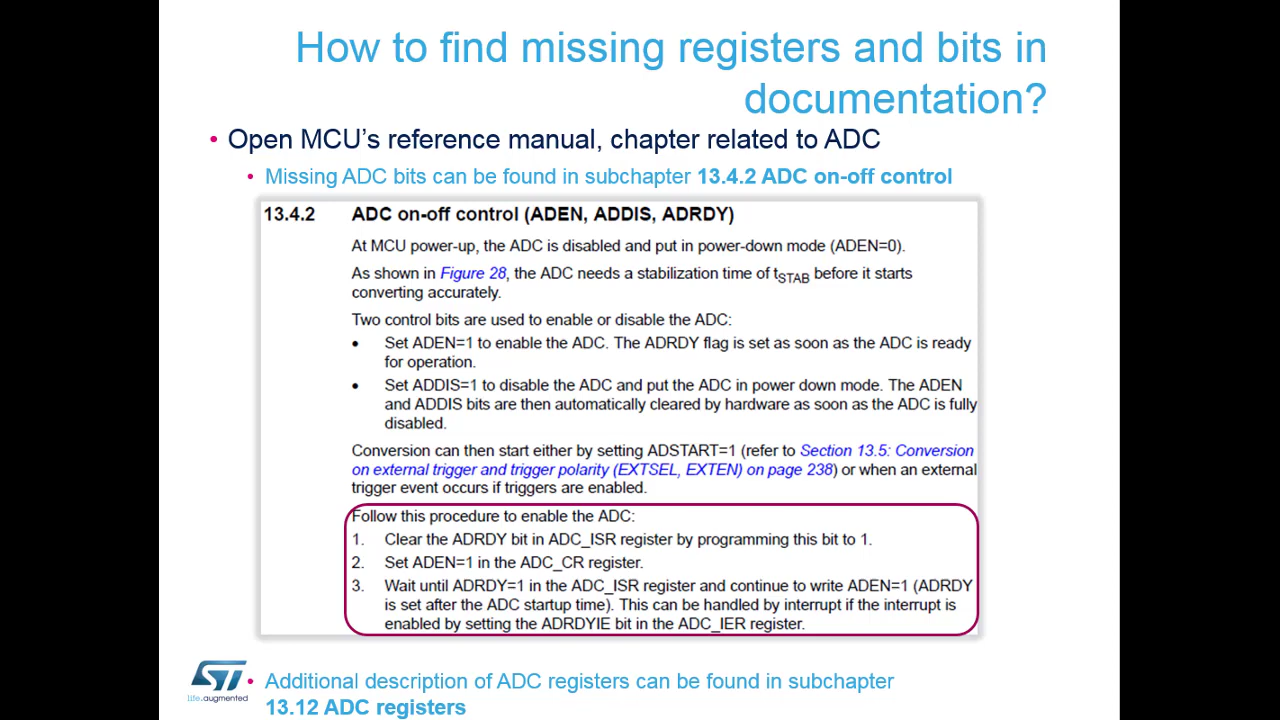 How to find missing registers and bits in
documentation?
• Open MCU's reference manual, chapter related to ADC
• Missing ADC bits can be found in subchapter 13.4.2 ADC on-off control
13.4.2 ADC on-off control (ADEN, ADDIS, ADRDY)
At MCU power-up, the ADC is disabled and put in power-down mode (ADEN=0).
As shown in Figure 28, the ADC needs a stabilization time of tSTAB before it starts
converting accurately.
Two control bits are used to enable or disable the ADC:
• Set ADEN=1 to enable the ADC. The ADRDY flag is set as soon as the ADC is ready
for operation.
• Set ADDIS=1 to disable the ADC and put the ADC in power down mode. The ADEN
and ADDIS bits are then automatically cleared by hardware as soon as the ADC is fully
disabled.
Conversion can then start either by setting ADSTART=1 (refer to Section 13.5: Conversion
on external trigger and trigger polarity (EXTSEL, EXTEN) on page 238) or when an external
trigger event occurs if triggers are enabled.
Follow this procedure to enable the ADC:
1. Clear the ADRDY bit in ADC_ISR register by programming this bit to 1.
2. Set ADEN=1 in the ADC_CR register.
3. Wait until ADRDY=1 in the ADC_ISR register and continue to write ADEN=1 (ADRDY
is set after the ADC startup time). This can be handled by interrupt if the interrupt is
enabled by setting the ADRDYIE bit in the ADC_IER register.
• Additional description of ADC registers can be found in subchapter
13.12 ADC registers
ST
life.augmented